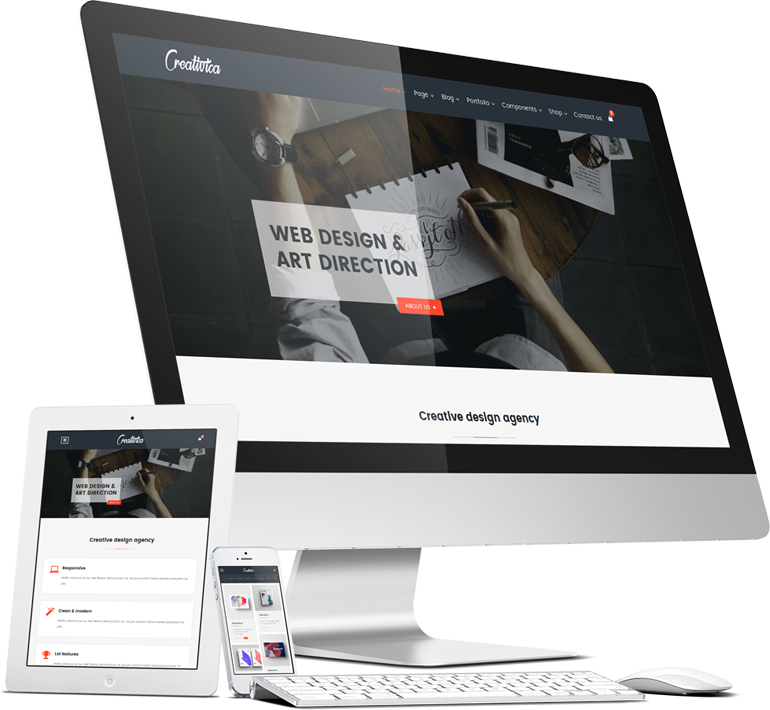 Creativica
Home Page Blog Portfolio Components Shop Contact us
WEB DESIGN &
ART DIRECTION
ABOUT US
Creative design agency
Creativica
WEB DESIGN &
ART DIRECTION
Creative design agency
Responsive
Clean & modern
Lot features